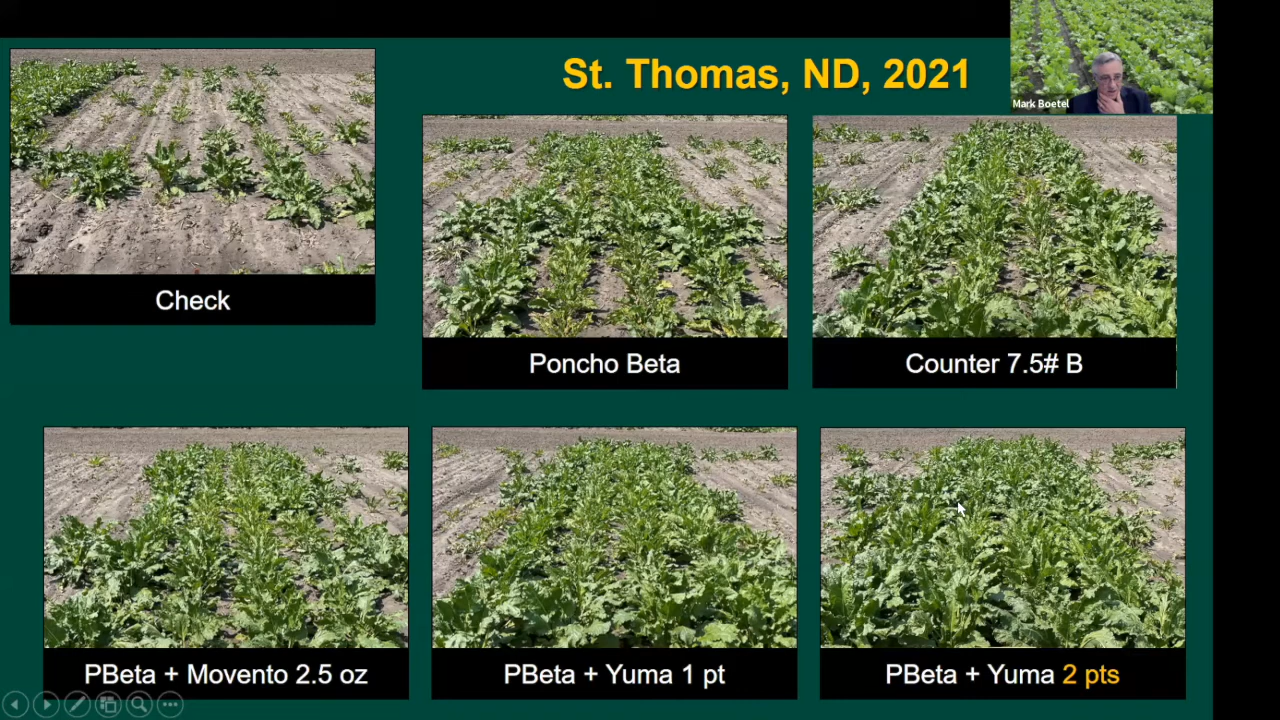 St. Thomas, ND, 2021
Mark Boetel
Check
Poncho Beta
Counter 7.5# B
PBeta + Movento 2.5 oz
PBeta + Yuma 1 pt
PBeta + Yuma 2 pts